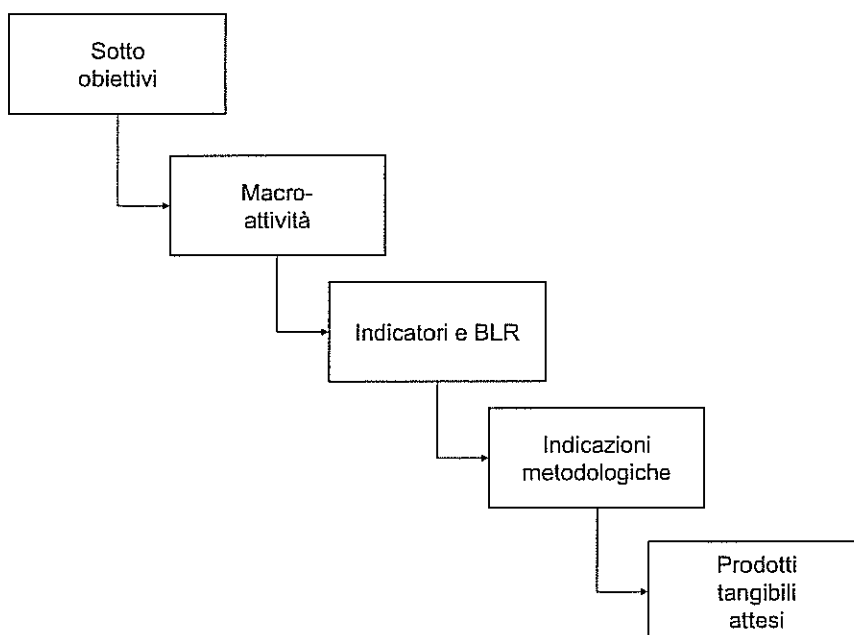 Sotto
obiettivi
Macro-
attività
Indicatori e BLR
Indicazioni
metodologiche
Prodotti
tangibili
attesi